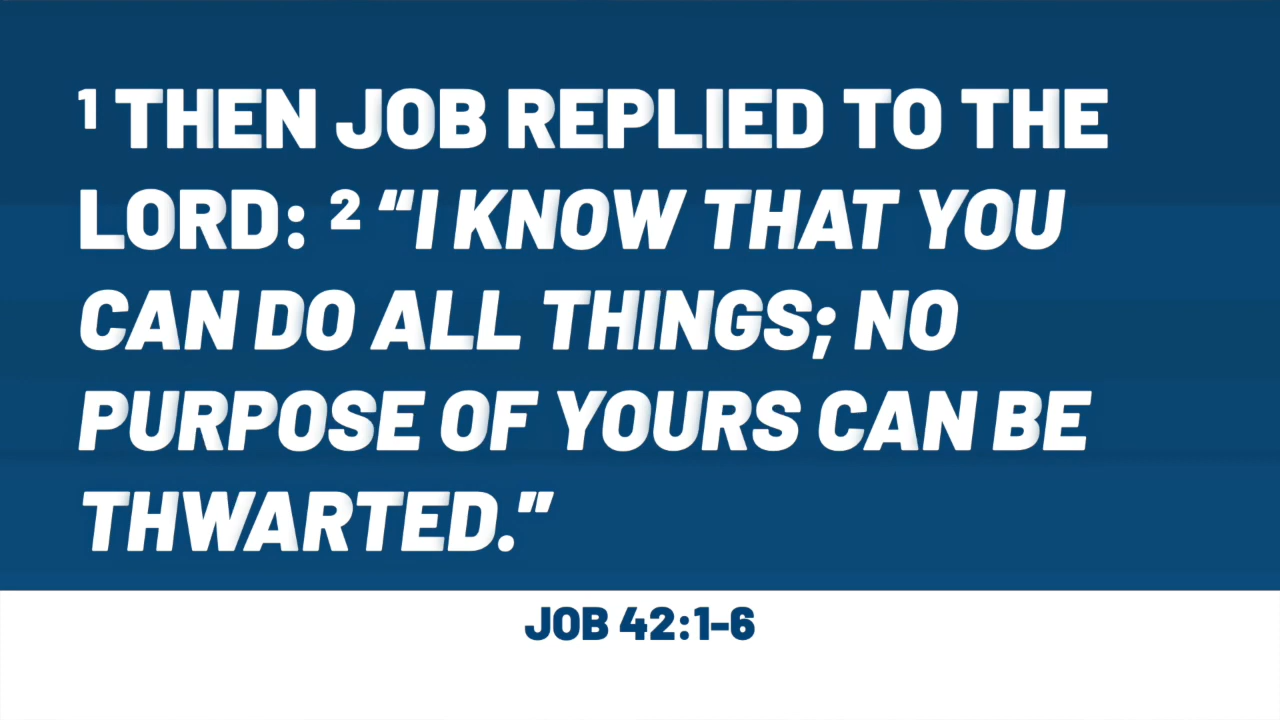 ¹ THEN JOB REPLIED TO THE
LORD: ² “I KNOW THAT YOU
CAN DO ALL THINGS; NO
PURPOSE OF YOURS CAN BE
THWARTED.”
JOB 42:1-6